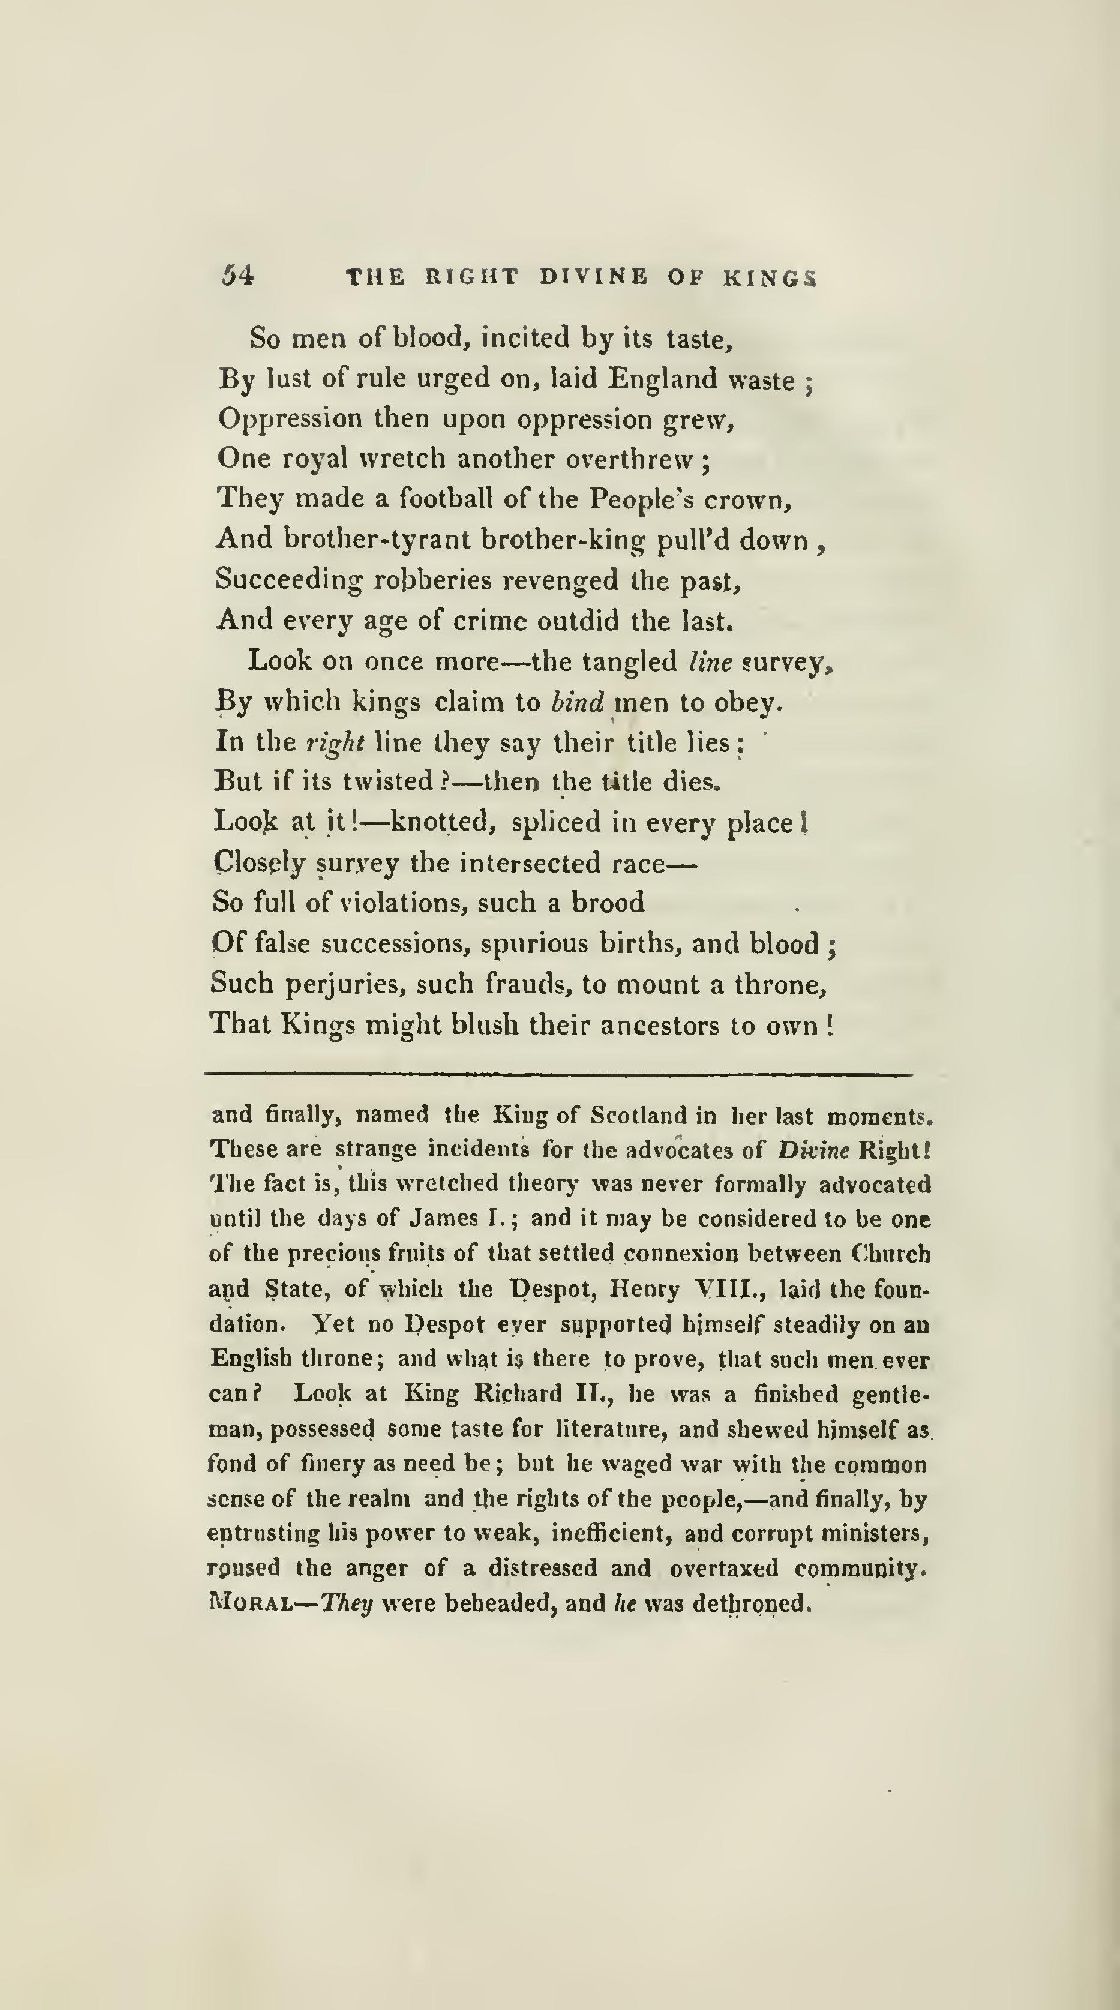 54 THE RIGHT DIVINE OF KINGS
So men of blood, incited by its taste,
By lust of rule urged on, laid England waste ;
Oppression then upon oppression grew,
One royal wretch another overthrew ;
They made a football of the People's crown,
And brother-tyrant brother-king pull'd down ,
Succeeding robberies revenged the past,
And every age of crime outdid the last.
Look on once more—the tangled line survey,
By which kings claim to bind men to obey.
In the right line they say their title lies :
But if its twisted ?—then the title dies.
Look at it !—knotted, spliced in every place !
Closely survey the intersected race—
So full of violations, such a brood
Of false successions, spurious births, and blood ;
Such perjuries, such frauds, to mount a throne,
That Kings might blush their ancestors to own !
and finally, named the King of Scotland in her last moments.
These are strange incidents for the advocates of Divine Right!
The fact is, this wretched theory was never formally advocated
until the days of James I. ; and it may be considered to be one
of the precious fruits of that settled connexion between Church
and State, of which the Despot, Henry VIII., laid the foun-
dation. Yet no Despot ever supported himself steadily on an
English throne; and what is there to prove, that such men ever
can? Look at King Richard II., he was a finished gentle-
man, possessed some taste for literature, and shewed himself as
fond of finery as need be; but he waged war with the common
sense of the realm and the rights of the people,—and finally, by
entrusting his power to weak, inefficient, and corrupt ministers,
roused the anger of a distressed and overtaxed community.
MORAL—They were beheaded, and he was dethroned.